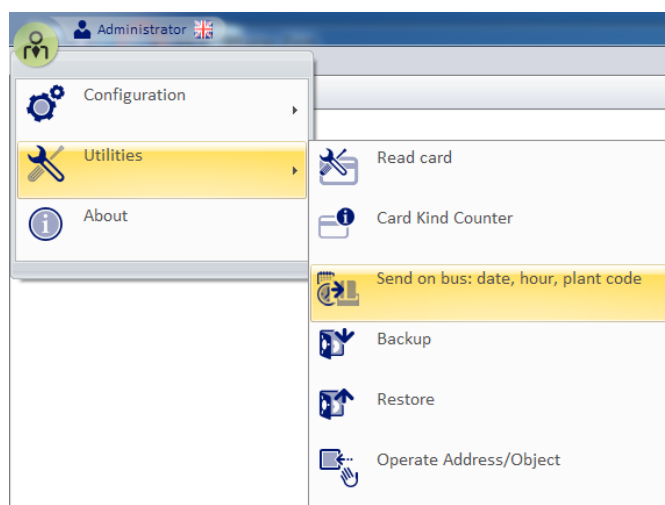 Administrator
Configuration
Utilities
About
Read card
Card Kind Counter
Send on bus: date, hour, plant code
Backup
Restore
Operate Address/Object